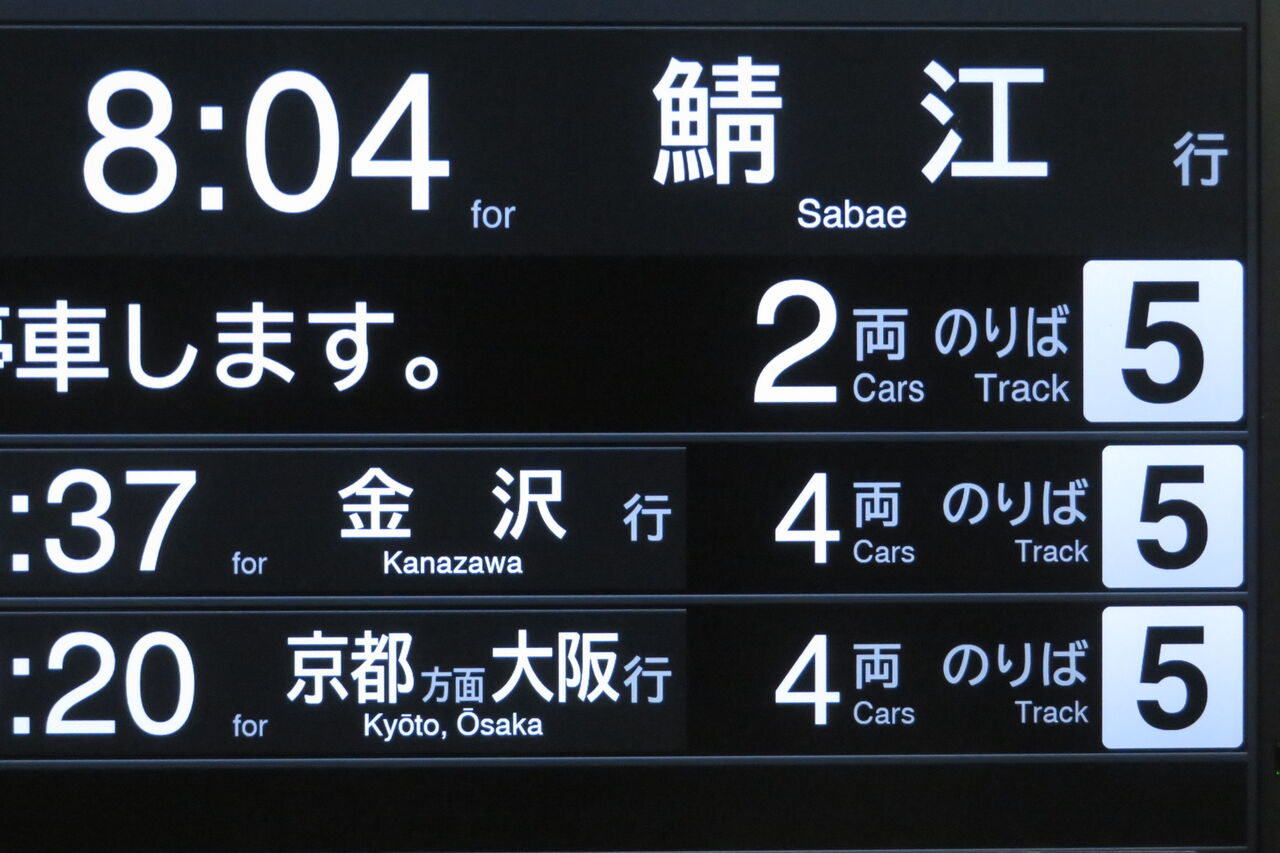 8:04 for 鯖江 行
Sabae
車します。 2両 のりば 5
Cars Track
:37 for 金沢 行 4両 のりば 5
Kanazawa Cars Track
:20 for 京都方面大阪行 4両 のりば 5
Kyōto, Ōsaka Cars Track